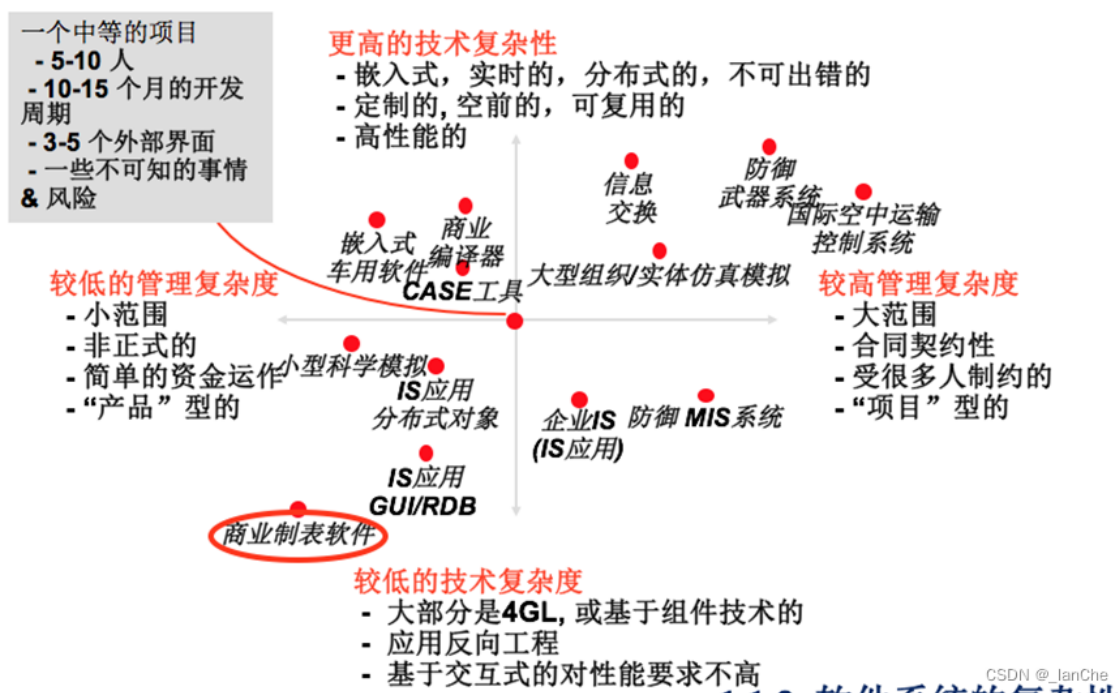 一个中等的项目
- 5-10 人
- 10-15 个月的开发
周期
- 3-5 个外部界面
- 一些不可知的事情
& 风险
更高的技术复杂性
- 嵌入式，实时的，分布式的，不可出错的
- 定制的, 空前的，可复用的
- 高性能的
信息
交换
防御
武器系统
国际空中运输
控制系统
商业
编译器
嵌入式
车用软件
CASE工具
大型组织/实体仿真模拟
较低的管理复杂度
- 小范围
- 非正式的
- 简单的资金运作
- “产品”型的
较高管理复杂度
- 大范围
- 合同契约性
- 受很多人制约的
- “项目”型的
小型科学模拟
IS应用
分布式对象
企业IS
(IS应用)
防御 MIS系统
IS应用
GUI/RDB
商业制表软件
较低的技术复杂度
- 大部分是4GL, 或基于组件技术的
- 应用反向工程
- 基于交互式的对性能要求不高
CSDN @_IanChe